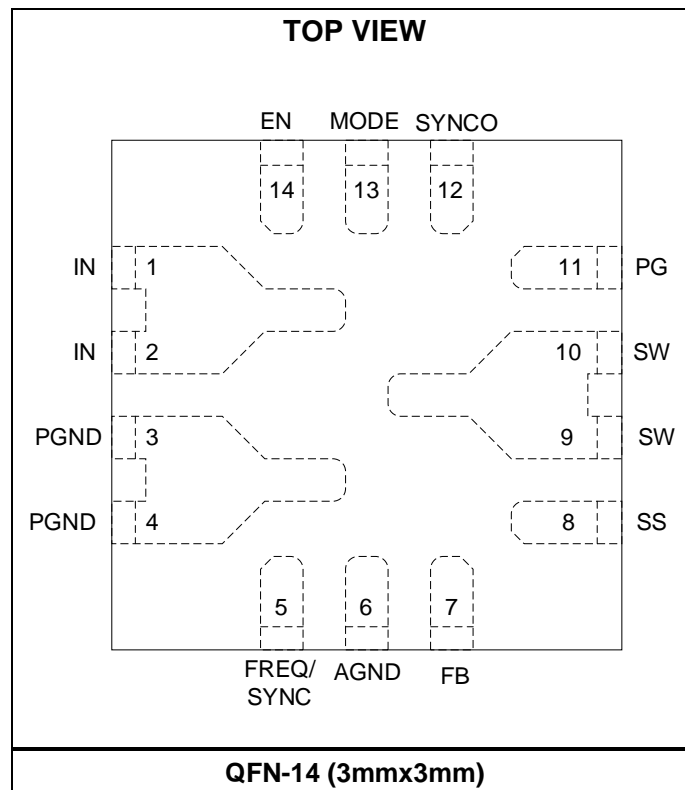 TOP VIEW
EN MODE SYNCO
14 13 12
IN 1 11 PG
IN 2 10 SW
PGND 3 9 SW
PGND 4 8 SS
5 6 7
FREQ/
SYNC
AGND
FB
QFN-14 (3mmx3mm)